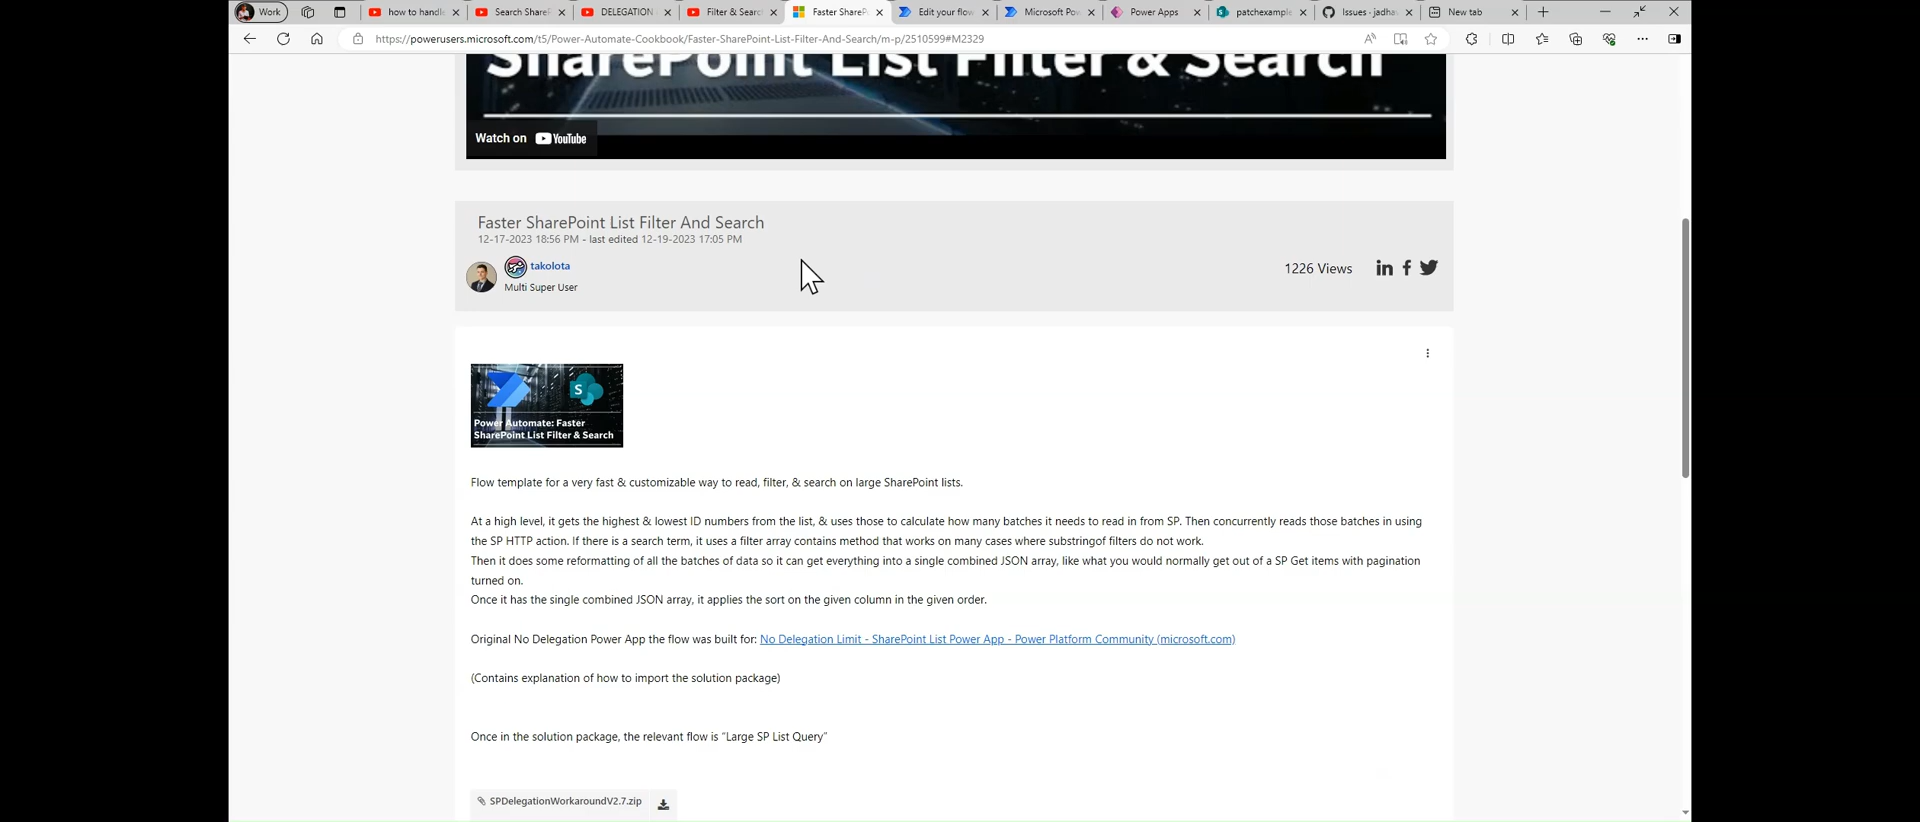 Work
how to handl
Search ShareP
DELEGATION
Filter & Searc
Faster ShareP
Edit your flow
Microsoft Po
Power Apps
patchexample
Issues · jadha
New tab
https://powerusers.microsoft.com/t5/Power-Automate-Cookbook/Faster-SharePoint-List-Filter-And-Search/m-p/2510599#M2329
SharePoint List Filter & Search
Watch on YouTube
Faster SharePoint List Filter And Search
12-17-2023 18:56 PM - last edited 12-19-2023 17:05 PM
takolota
Multi Super User
1226 Views
Power Automate: Faster
SharePoint List Filter & Search
Flow template for a very fast & customizable way to read, filter, & search on large SharePoint lists.
At a high level, it gets the highest & lowest ID numbers from the list, & uses those to calculate how many batches it needs to read in from SP. Then concurrently reads those batches in using
the SP HTTP action. If there is a search term, it uses a filter array contains method that works on many cases where substringof filters do not work.
Then it does some reformatting of all the batches of data so it can get everything into a single combined JSON array, like what you would normally get out of a SP Get items with pagination
turned on.
Once it has the single combined JSON array, it applies the sort on the given column in the given order.
Original No Delegation Power App the flow was built for: No Delegation Limit - SharePoint List Power App - Power Platform Community (microsoft.com)
(Contains explanation of how to import the solution package)
Once in the solution package, the relevant flow is "Large SP List Query"
SPDelegationWorkaroundV2.7.zip